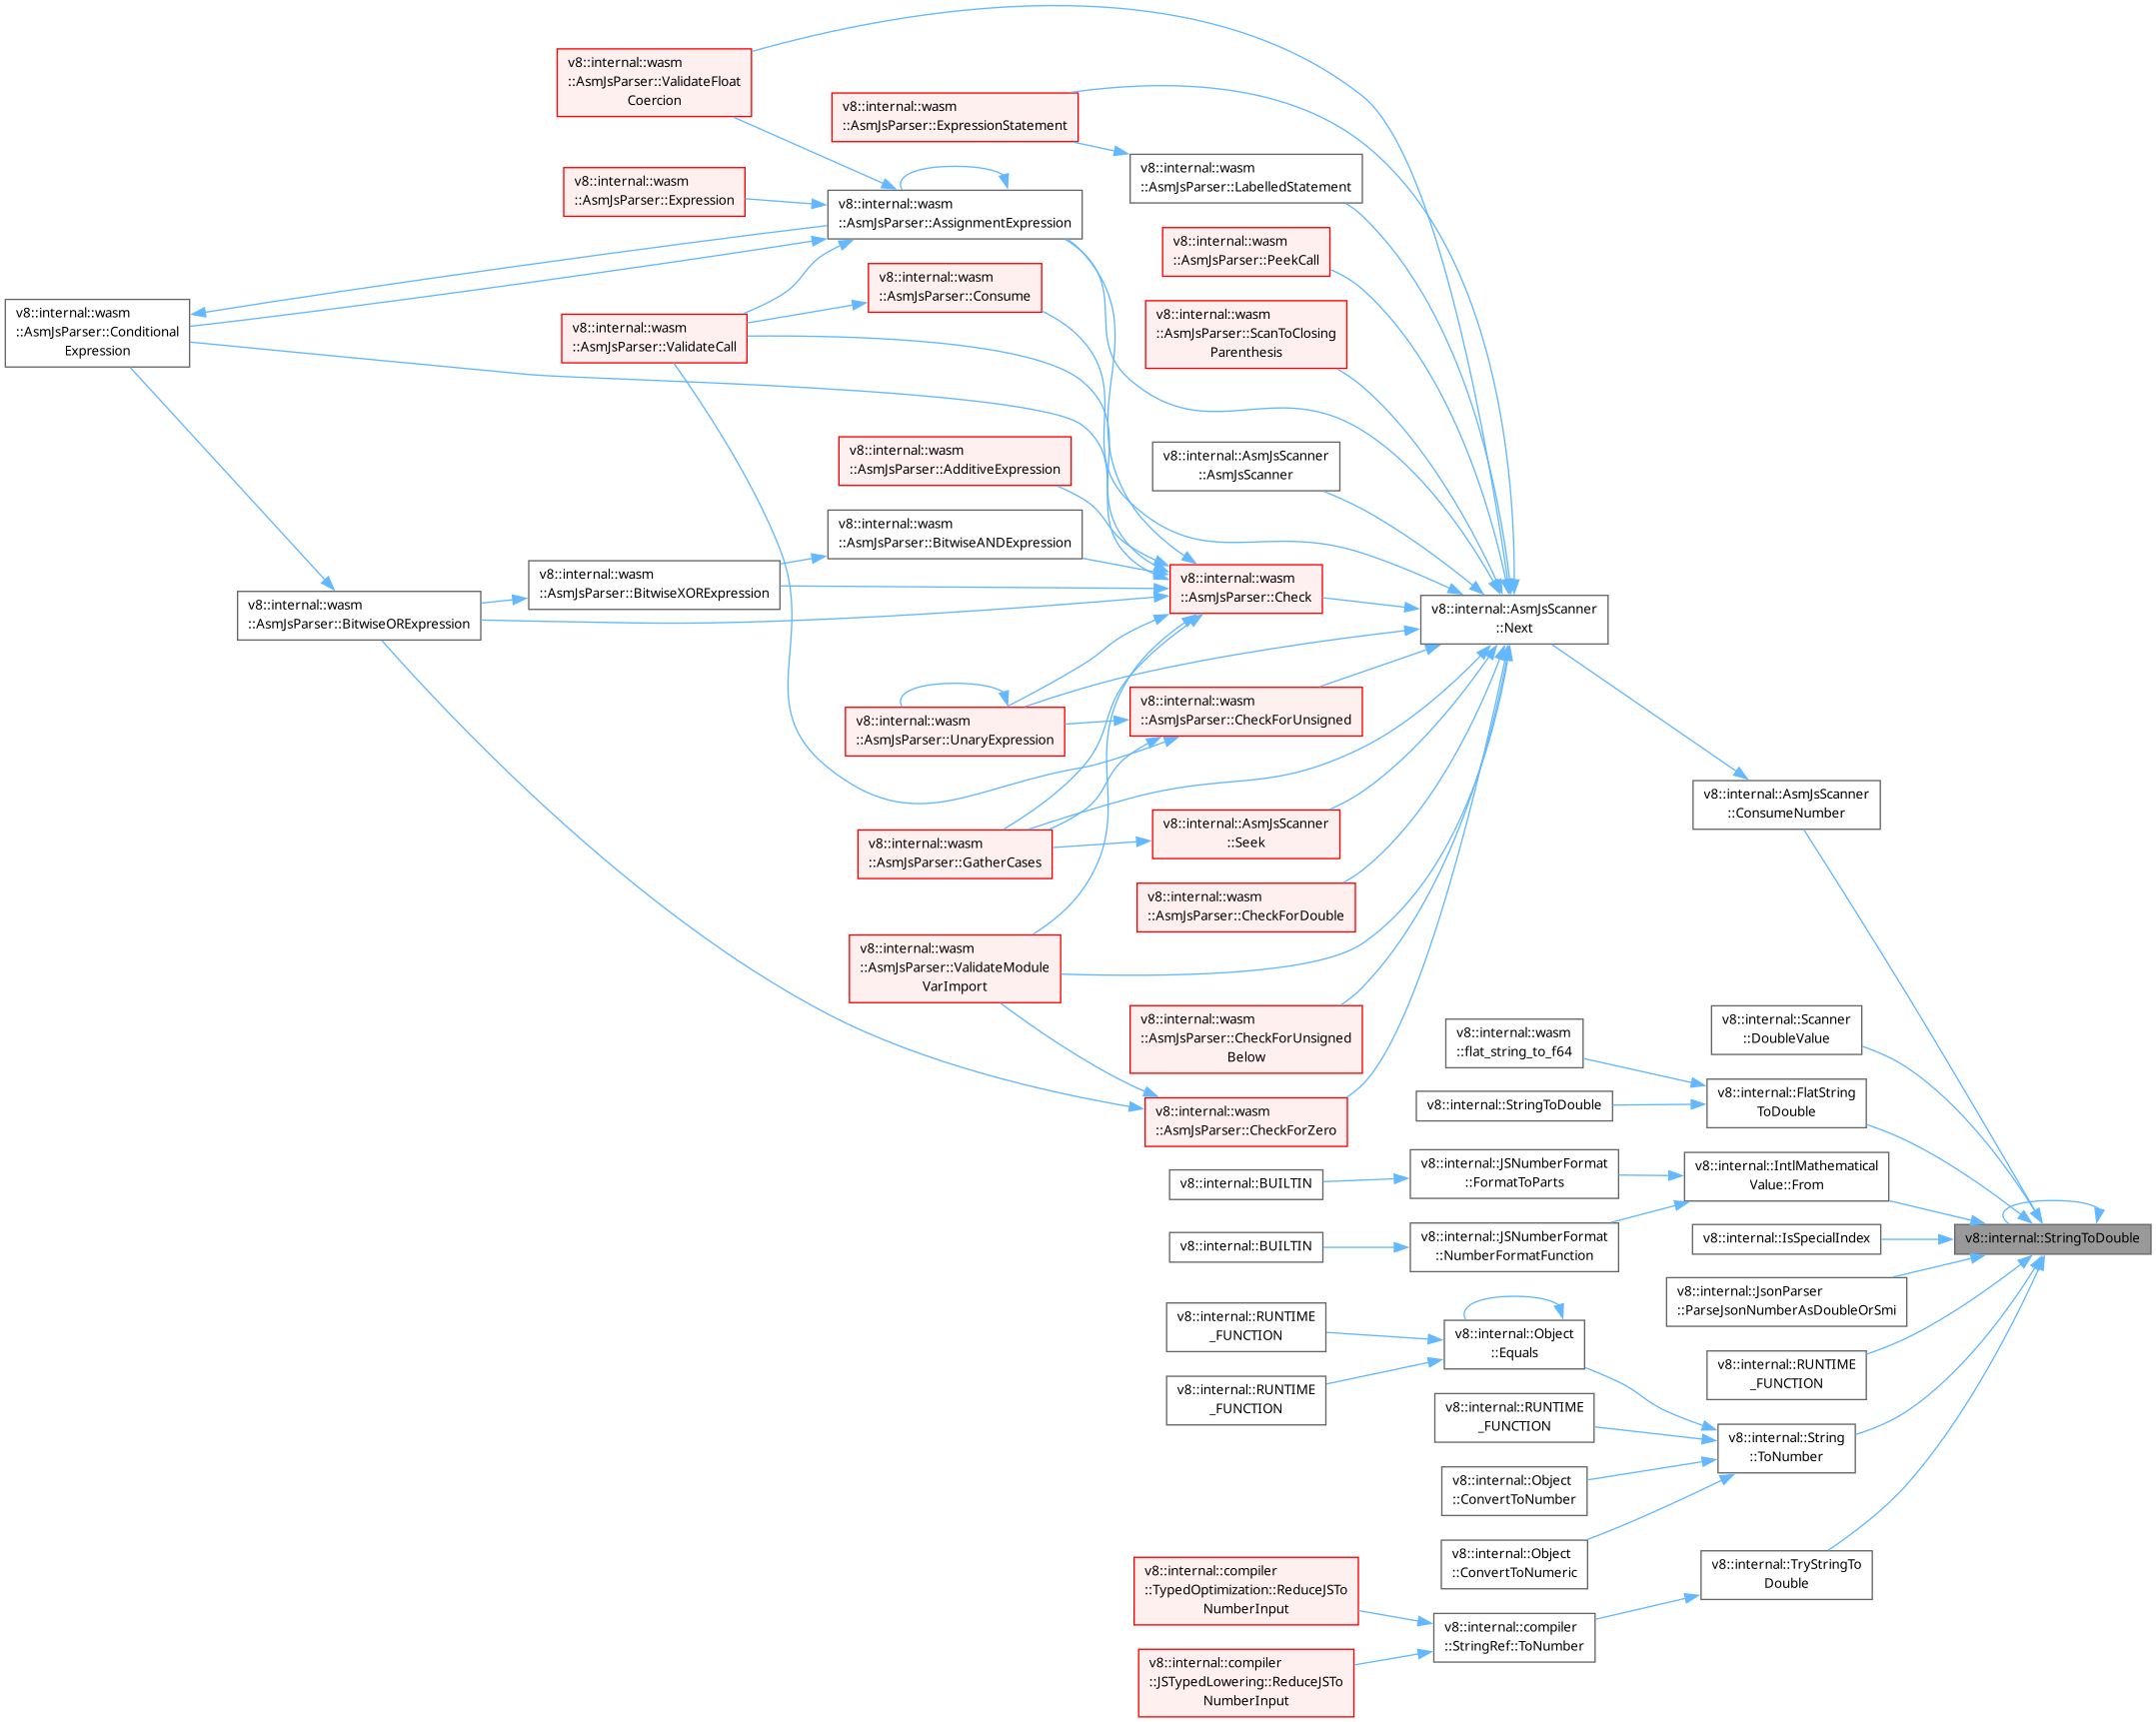 v8::internal::wasm
::AsmJsParser::ValidateFloat
Coercion
v8::internal::wasm
::AsmJsParser::ExpressionStatement
v8::internal::wasm
::AsmJsParser::LabelledStatement
v8::internal::wasm
::AsmJsParser::Expression
v8::internal::wasm
::AsmJsParser::AssignmentExpression
v8::internal::wasm
::AsmJsParser::PeekCall
v8::internal::wasm
::AsmJsParser::Consume
v8::internal::wasm
::AsmJsParser::Conditional
Expression
v8::internal::wasm
::AsmJsParser::ValidateCall
v8::internal::wasm
::AsmJsParser::ScanToClosing
Parenthesis
v8::internal::wasm
::AsmJsParser::AdditiveExpression
v8::internal::AsmJsScanner
::AsmJsScanner
v8::internal::wasm
::AsmJsParser::BitwiseANDExpression
v8::internal::wasm
::AsmJsParser::BitwiseXORExpression
v8::internal::wasm
::AsmJsParser::Check
v8::internal::wasm
::AsmJsParser::BitwiseORExpression
v8::internal::AsmJsScanner
::Next
v8::internal::wasm
::AsmJsParser::UnaryExpression
v8::internal::wasm
::AsmJsParser::CheckForUnsigned
v8::internal::AsmJsScanner
::ConsumeNumber
v8::internal::wasm
::AsmJsParser::GatherCases
v8::internal::AsmJsScanner
::Seek
v8::internal::wasm
::AsmJsParser::CheckForDouble
v8::internal::wasm
::AsmJsParser::ValidateModule
VarImport
v8::internal::wasm
::AsmJsParser::CheckForUnsigned
Below
v8::internal::Scanner
::DoubleValue
v8::internal::wasm
::flat_string_to_f64
v8::internal::FlatString
ToDouble
v8::internal::StringToDouble
v8::internal::wasm
::AsmJsParser::CheckForZero
v8::internal::BUILTIN
v8::internal::JSNumberFormat
::FormatToParts
v8::internal::IntlMathematical
Value::From
v8::internal::BUILTIN
v8::internal::JSNumberFormat
::NumberFormatFunction
v8::internal::IsSpecialIndex
v8::internal::StringToDouble
v8::internal::JsonParser
::ParseJsonNumberAsDoubleOrSmi
v8::internal::RUNTIME
_FUNCTION
v8::internal::Object
::Equals
v8::internal::RUNTIME
_FUNCTION
v8::internal::RUNTIME
_FUNCTION
v8::internal::RUNTIME
_FUNCTION
v8::internal::String
::ToNumber
v8::internal::Object
::ConvertToNumber
v8::internal::Object
::ConvertToNumeric
v8::internal::TryStringTo
Double
v8::internal::compiler
::TypedOptimization::ReduceJSTo
NumberInput
v8::internal::compiler
::StringRef::ToNumber
v8::internal::compiler
::JSTypedLowering::ReduceJSTo
NumberInput